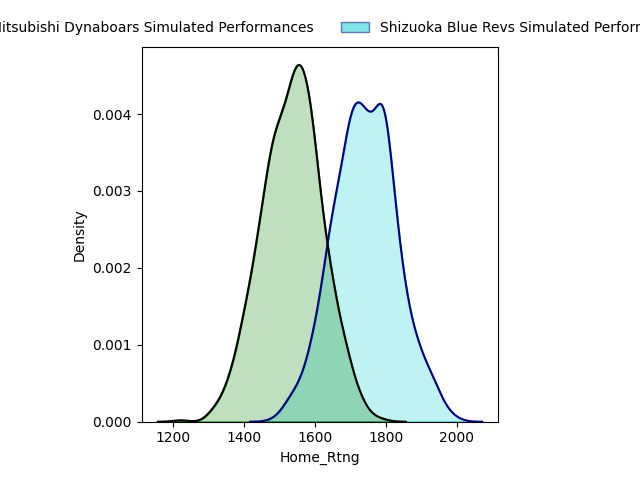 itsubishi Dynaboars Simulated Performances
Shizuoka Blue Revs Simulated Perfor
0.004
0.003
0.002
0.001
0.000
Density
1200 1400 1600 1800 2000
Home_Rtng